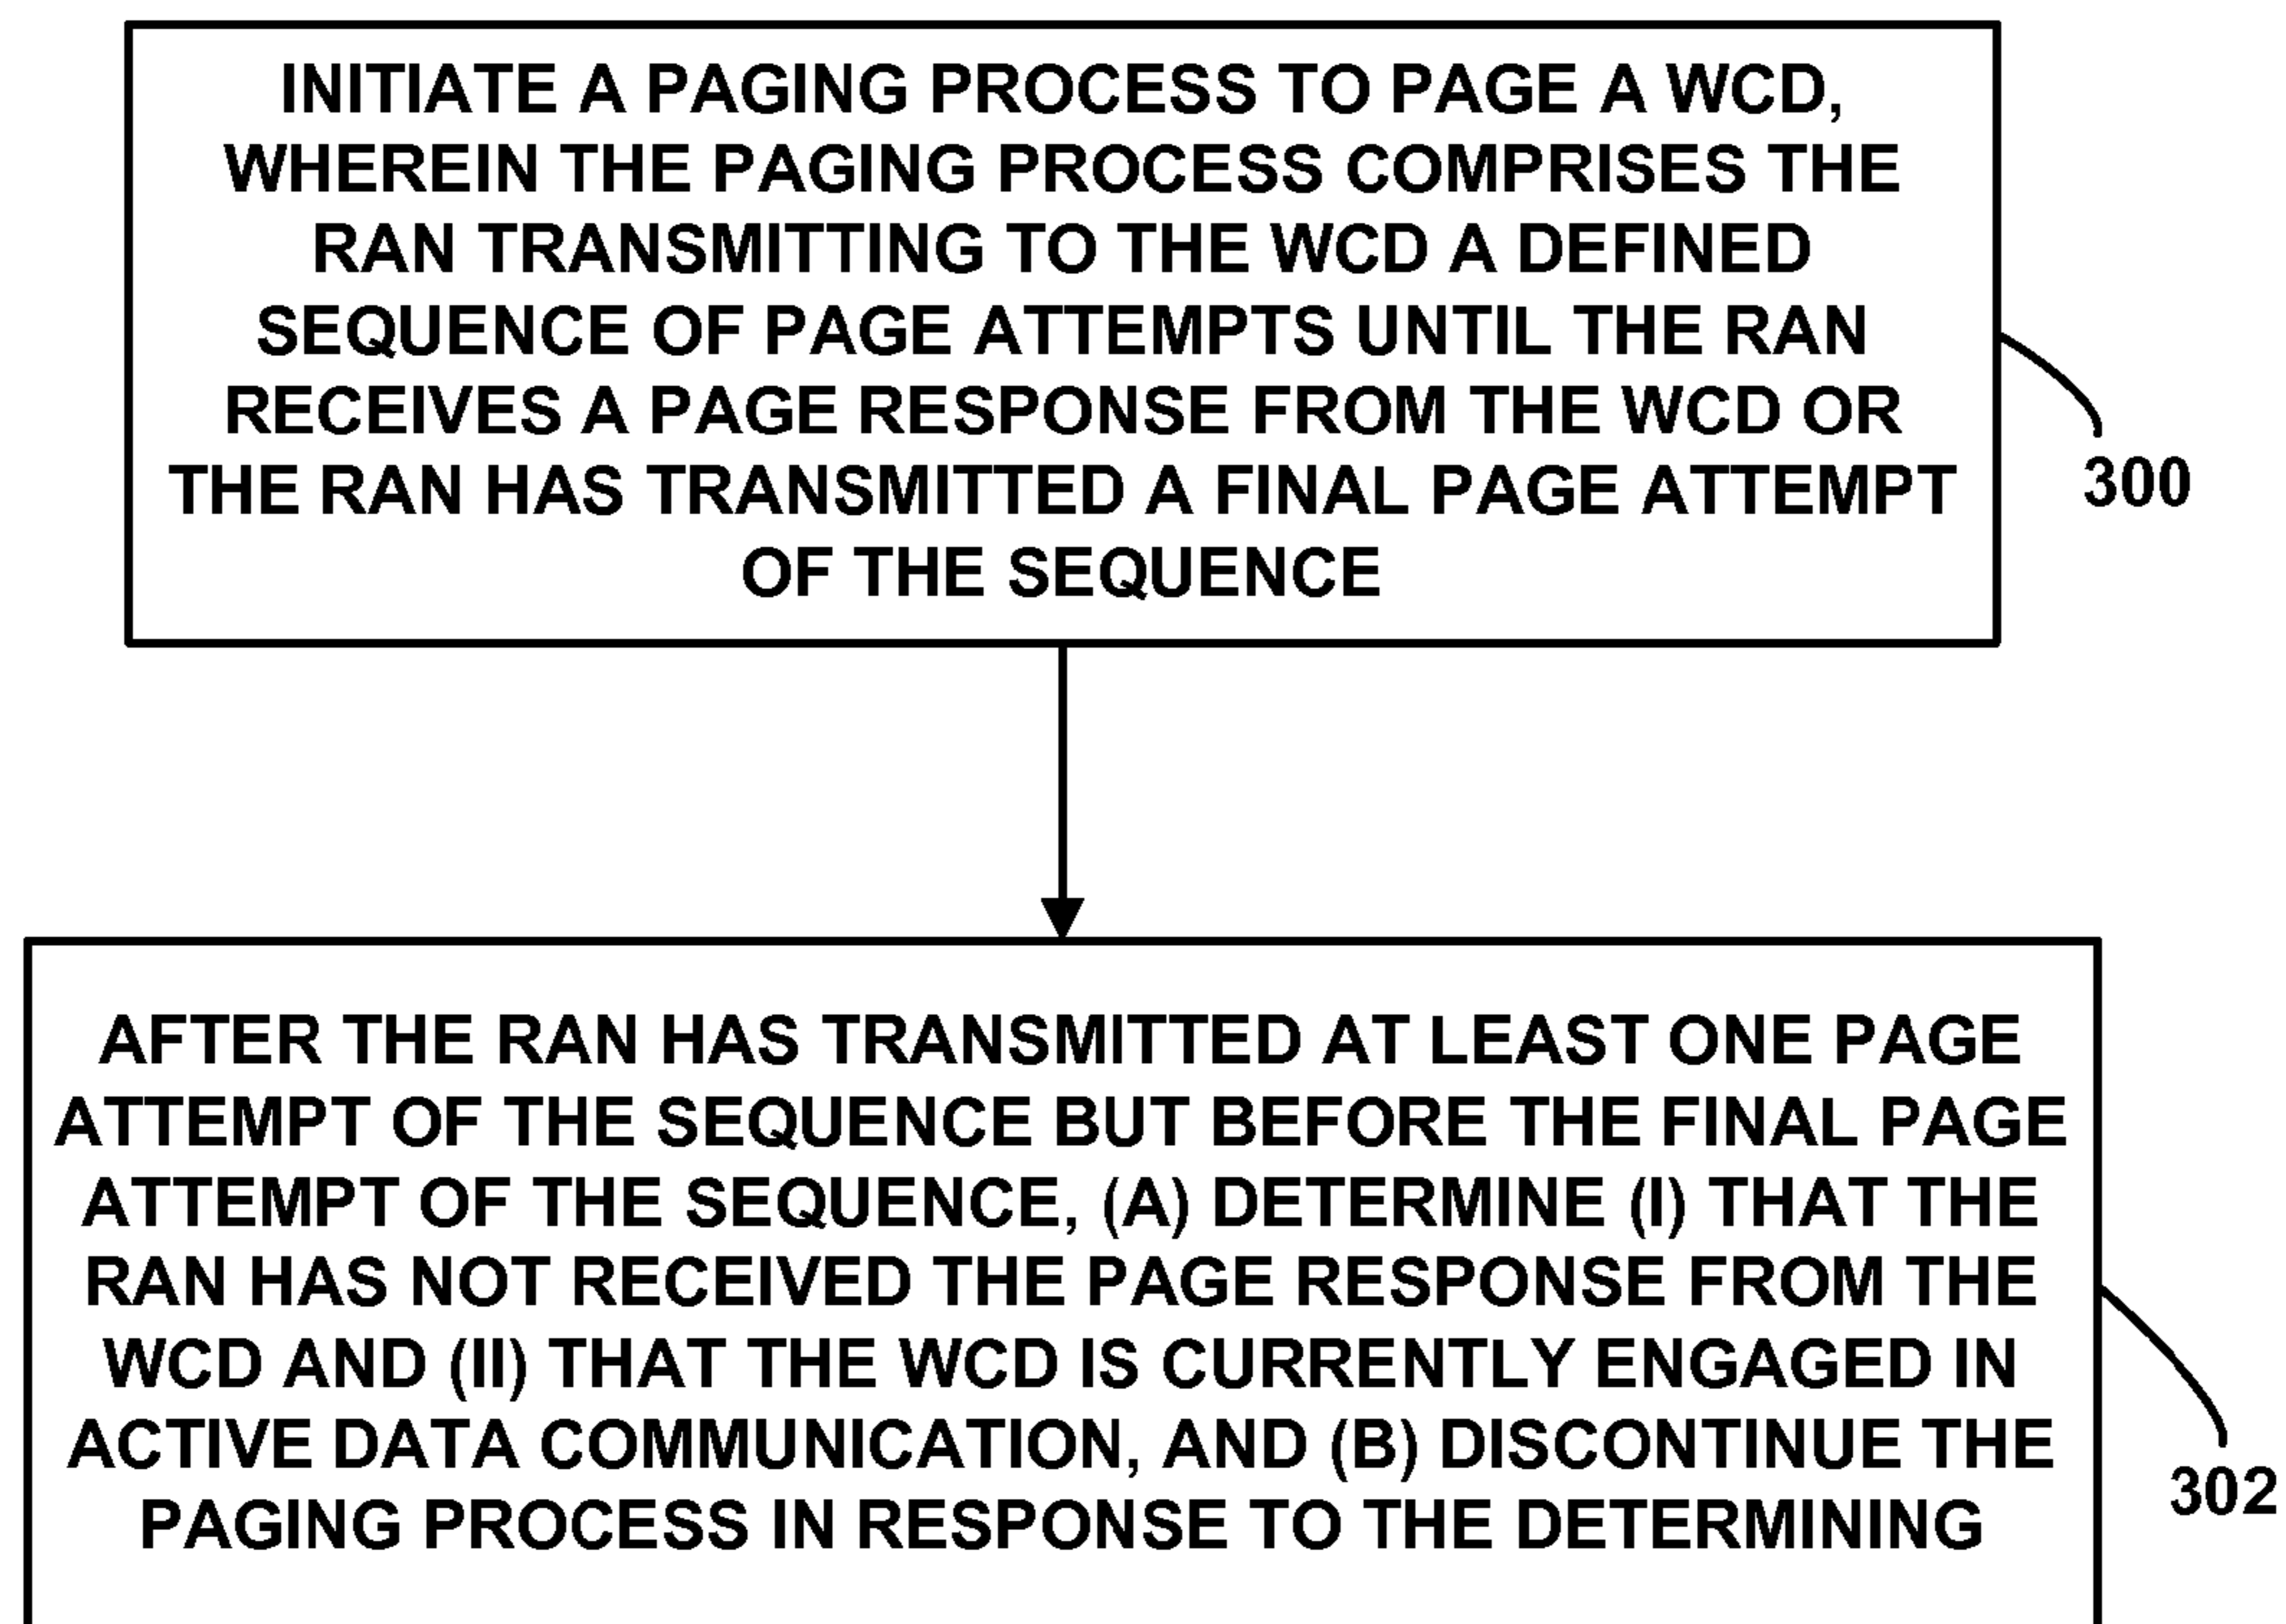 INITIATE A PAGING PROCESS TO PAGE A WCD,
WHEREIN THE PAGING PROCESS COMPRISES THE
RAN TRANSMITTING TO THE WCD A DEFINED
SEQUENCE OF PAGE ATTEMPTS UNTIL THE RAN
RECEIVES A PAGE RESPONSE FROM THE WCD OR
THE RAN HAS TRANSMITTED A FINAL PAGE ATTEMPT
OF THE SEQUENCE
300
AFTER THE RAN HAS TRANSMITTED AT LEAST ONE PAGE
ATTEMPT OF THE SEQUENCE BUT BEFORE THE FINAL PAGE
ATTEMPT OF THE SEQUENCE, (A) DETERMINE (I) THAT THE
RAN HAS NOT RECEIVED THE PAGE RESPONSE FROM THE
WCD AND (II) THAT THE WCD IS CURRENTLY ENGAGED IN
ACTIVE DATA COMMUNICATION, AND (B) DISCONTINUE THE
PAGING PROCESS IN RESPONSE TO THE DETERMINING
302